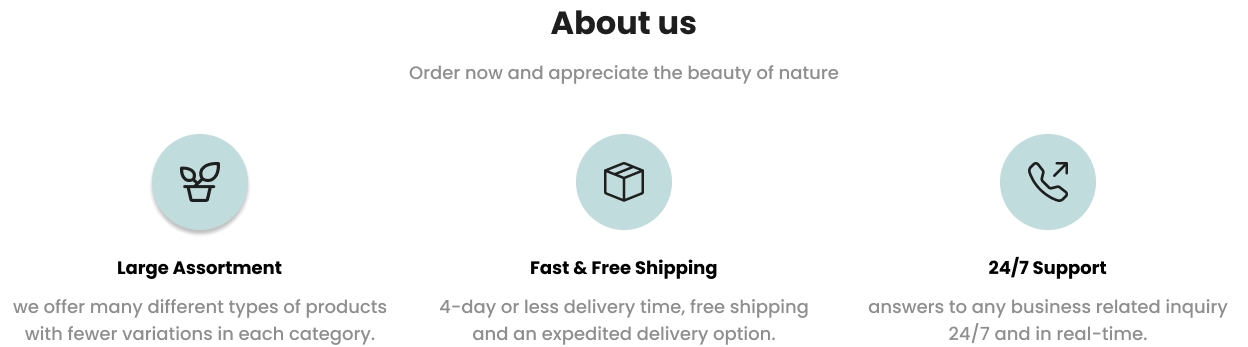 About us
Order now and appreciate the beauty of nature
Large Assortment
we offer many different types of products
with fewer variations in each category.
Fast & Free Shipping
4-day or less delivery time, free shipping
and an expedited delivery option.
24/7 Support
answers to any business related inquiry
24/7 and in real-time.